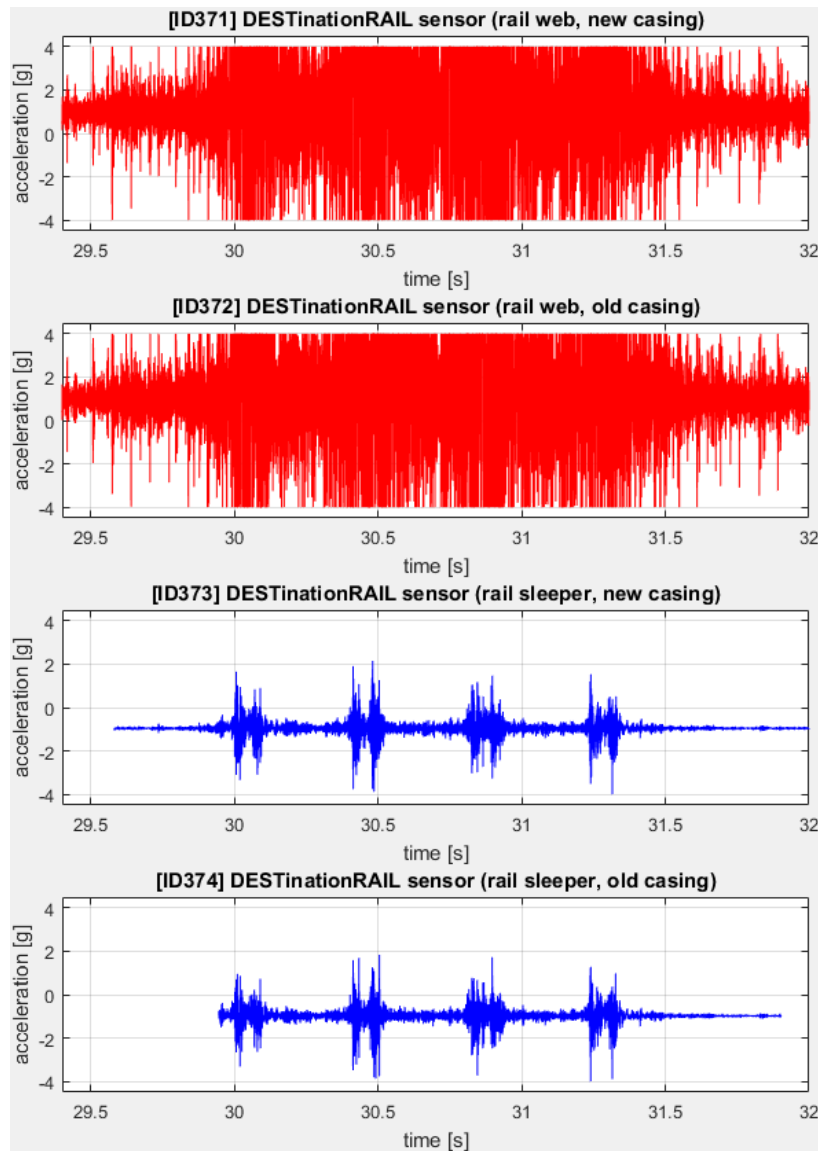 [ID371] DESTinationRAIL sensor (rail web, new casing)
acceleration [g]
4
2
0
-2
-4
29.5 30 30.5 31 31.5 32
time [s]
[ID372] DESTinationRAIL sensor (rail web, old casing)
acceleration [g]
4
2
0
-2
-4
29.5 30 30.5 31 31.5 32
time [s]
[ID373] DESTinationRAIL sensor (rail sleeper, new casing)
acceleration [g]
4
2
0
-2
-4
29.5 30 30.5 31 31.5 32
time [s]
[ID374] DESTinationRAIL sensor (rail sleeper, old casing)
acceleration [g]
4
2
0
-2
-4
29.5 30 30.5 31 31.5 32
time [s]